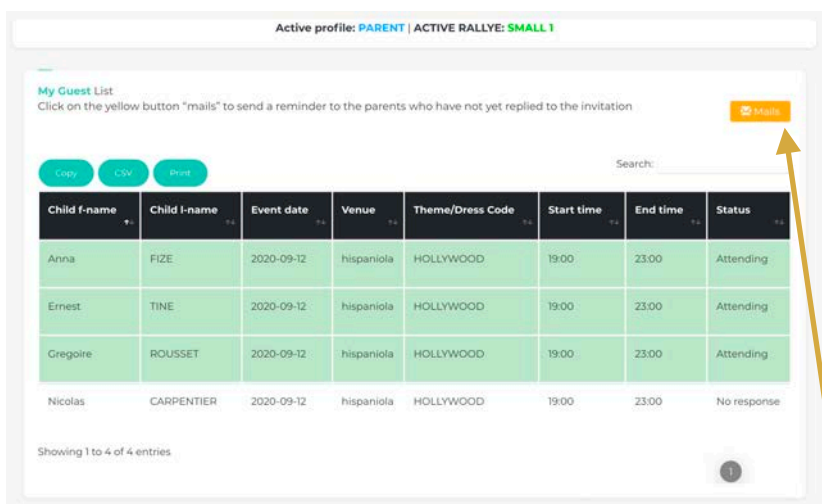 Active profile: PARENT | ACTIVE RALLYE: SMALL 1
My Guest List
Click on the yellow button "mails" to send a reminder to the parents who have not yet replied to the invitation
Mails
Search:
Copy CSV Print
Child f-name Child l-name Event date Venue Theme/Dress Code Start time End time Status
Anna FIZE 2020-09-12 hispaniola HOLLYWOOD 19:00 23:00 Attending
Ernest TINE 2020-09-12 hispaniola HOLLYWOOD 19:00 23:00 Attending
Gregoire ROUSSET 2020-09-12 hispaniola HOLLYWOOD 19:00 23:00 Attending
Nicolas CARPENTIER 2020-09-12 hispaniola HOLLYWOOD 19:00 23:00 No response
Showing 1 to 4 of 4 entries
1